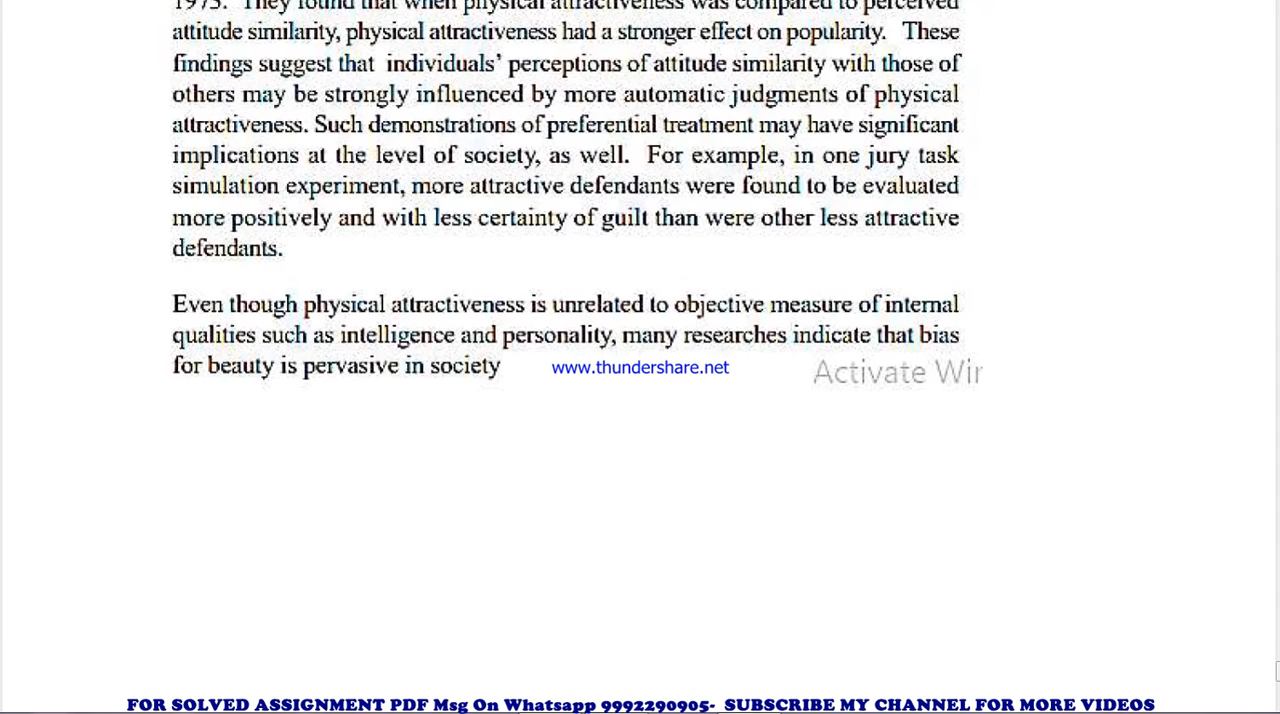 1973. They found that when physical attractiveness was compared to perceived
attitude similarity, physical attractiveness had a stronger effect on popularity. These
findings suggest that individuals’ perceptions of attitude similarity with those of
others may be strongly influenced by more automatic judgments of physical
attractiveness. Such demonstrations of preferential treatment may have significant
implications at the level of society, as well. For example, in one jury task
simulation experiment, more attractive defendants were found to be evaluated
more positively and with less certainty of guilt than were other less attractive
defendants.
Even though physical attractiveness is unrelated to objective measure of internal
qualities such as intelligence and personality, many researches indicate that bias
for beauty is pervasive in society www.thundershare.net Activate Wir
FOR SOLVED ASSIGNMENT PDF Msg On Whatsapp 9992290905- SUBSCRIBE MY CHANNEL FOR MORE VIDEOS